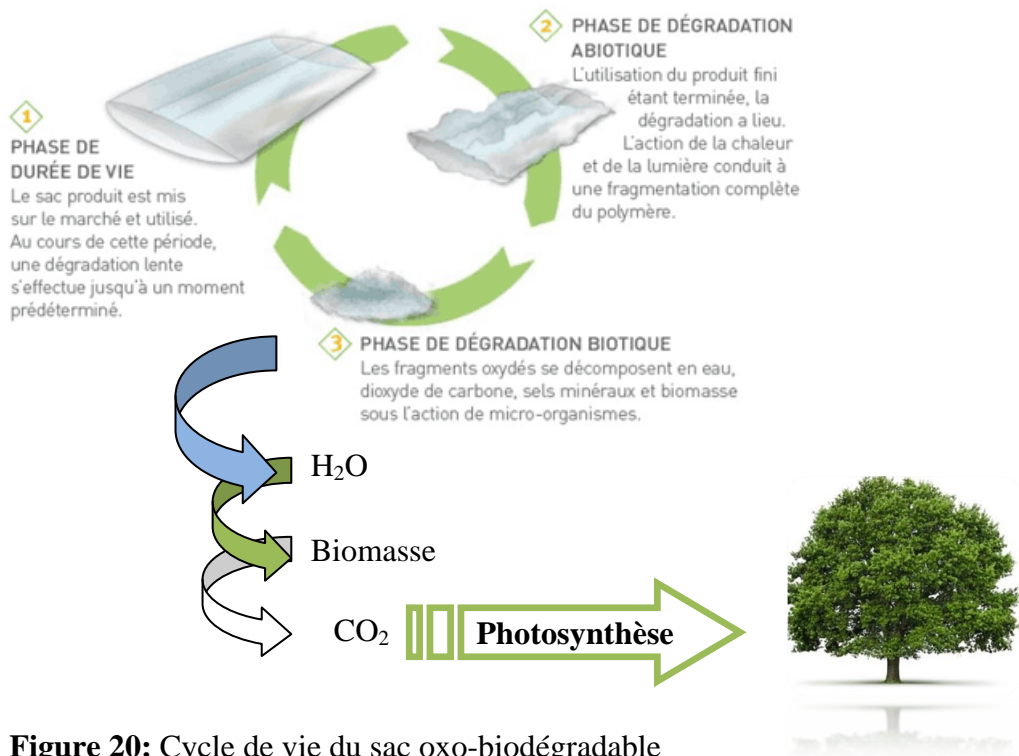 1
PHASE DE
DURÉE DE VIE
Le sac produit est mis
sur le marché et utilisé.
Au cours de cette période,
une dégradation lente
s'effectue jusqu'à un moment
prédéterminé.
2 PHASE DE DÉGRADATION
ABIOTIQUE
L'utilisation du produit fini
étant terminée, la
dégradation a lieu.
L'action de la chaleur
et de la lumière conduit à
une fragmentation complète
du polymère.
3 PHASE DE DÉGRADATION BIOTIQUE
Les fragments oxydés se décomposent en eau,
dioxyde de carbone, sels minéraux et biomasse
sous l'action de micro-organismes.
H₂O
Biomasse
CO₂ Photosynthèse
Figure 20: Cycle de vie du sac oxo-biodégradable